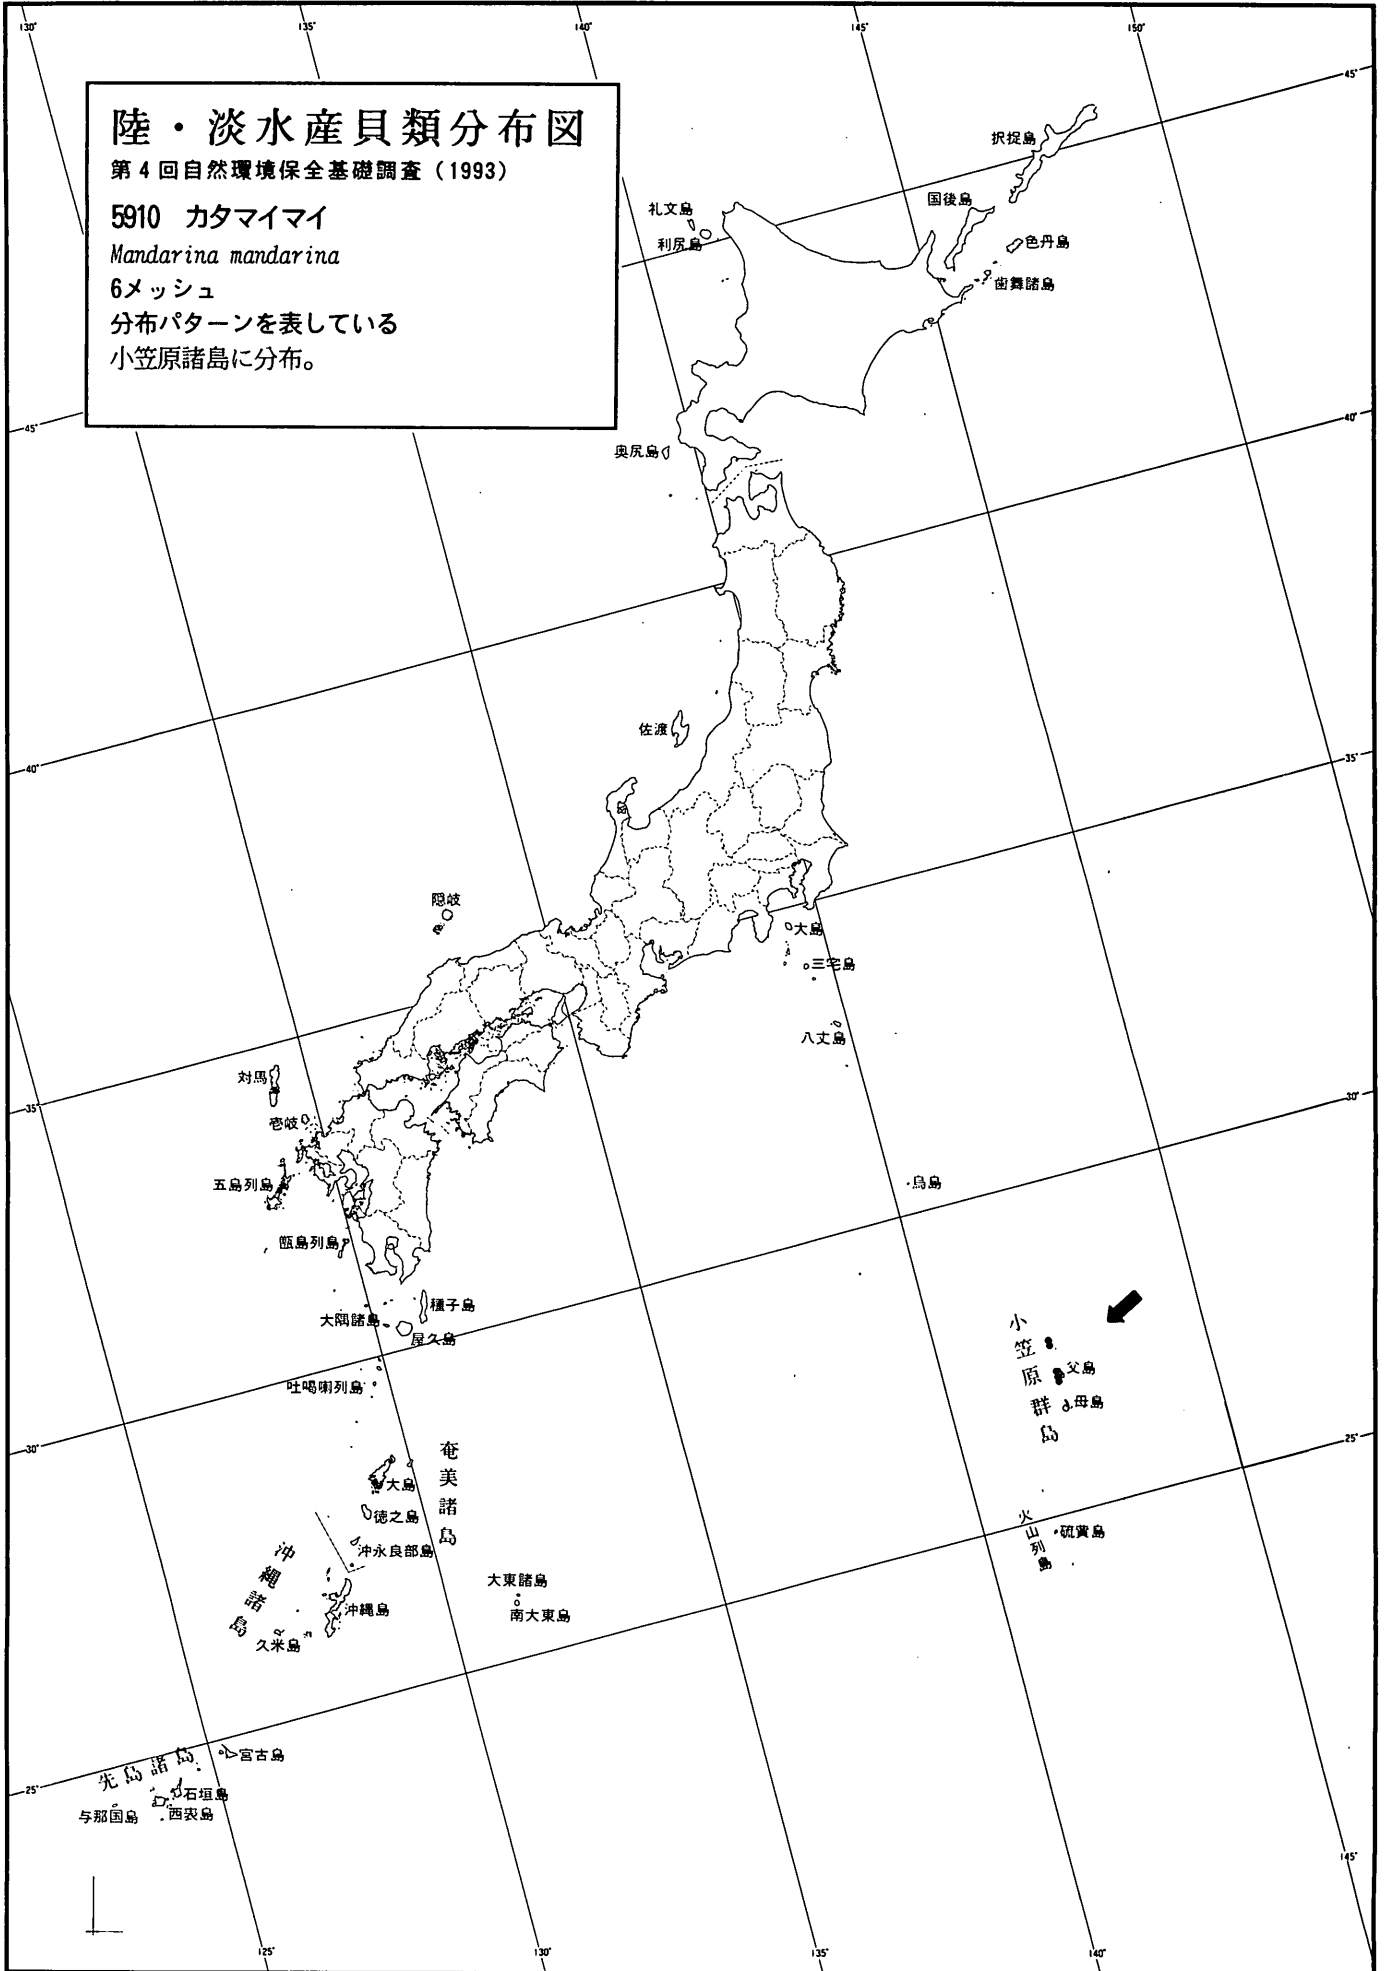 130°
135°
140°
145°
150°
陸・淡水産貝類分布図
第4回自然環境保全基礎調査（1993）
5910 カタマイマイ
Mandarina mandarina
6メッシュ
分布パターンを表している
小笠原諸島に分布。
45°
択捉島
国後島
色丹島
歯舞諸島
礼文島
利尻島
40°
45°
奥尻島
佐渡
35°
40°
隠岐
大島
三宅島
八丈島
対馬
壱岐
35°
30°
五島列島
甑島列島
鳥島
種子島
大隅諸島
屋久島
吐噶喇列島
小笠原群島
父島
母島
25°
30°
奄美諸島
大島
徳之島
沖永良部島
沖縄諸島
沖縄島
久米島
大東諸島
南大東島
火山列島
硫黄島
先島諸島
宮古島
石垣島
西表島
与那国島
25°
145°
125°
130°
135°
140°